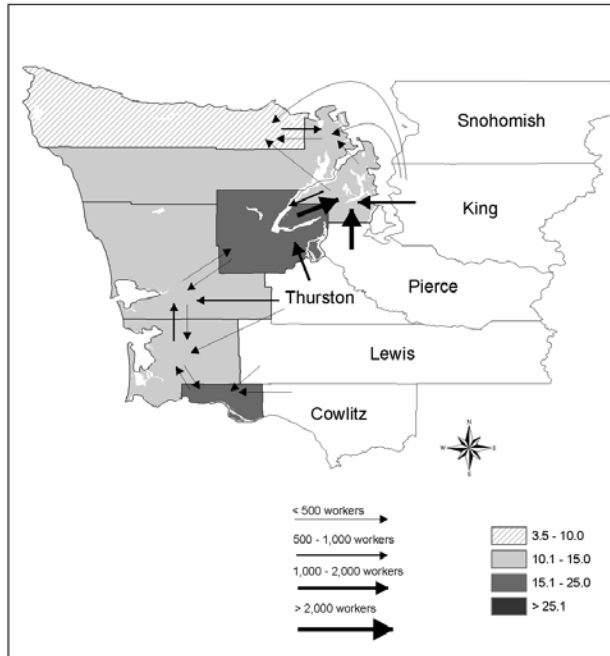 Snohomish
King
Pierce
Thurston
Lewis
Cowlitz
N
W
E
S
< 500 workers
500 - 1,000 workers
1,000 - 2,000 workers
> 2,000 workers
3.5 - 10.0
10.1 - 15.0
15.1 - 25.0
> 25.1